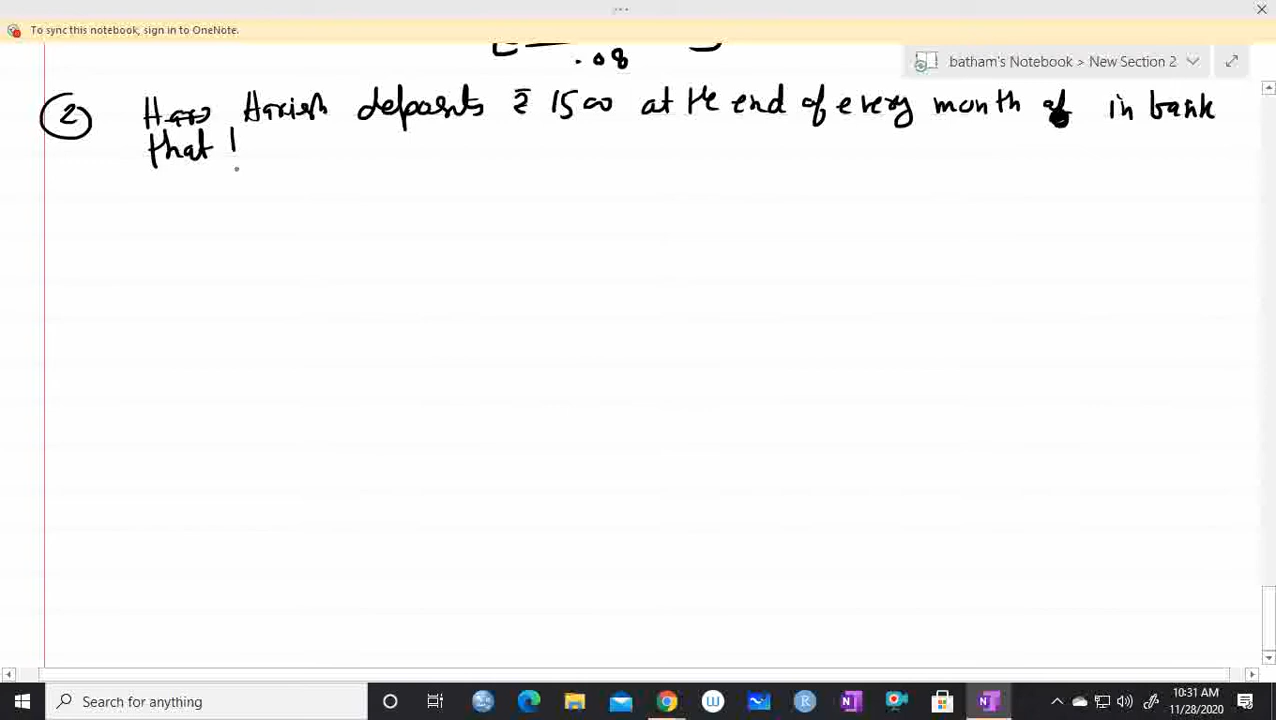 To sync this notebook, sign in to OneNote.
batham's Notebook > New Section 2
.08
2 Harish deposits ₹ 1500 at the end of every month of in bank
that
Search for anything
10:31 AM
11/28/2020